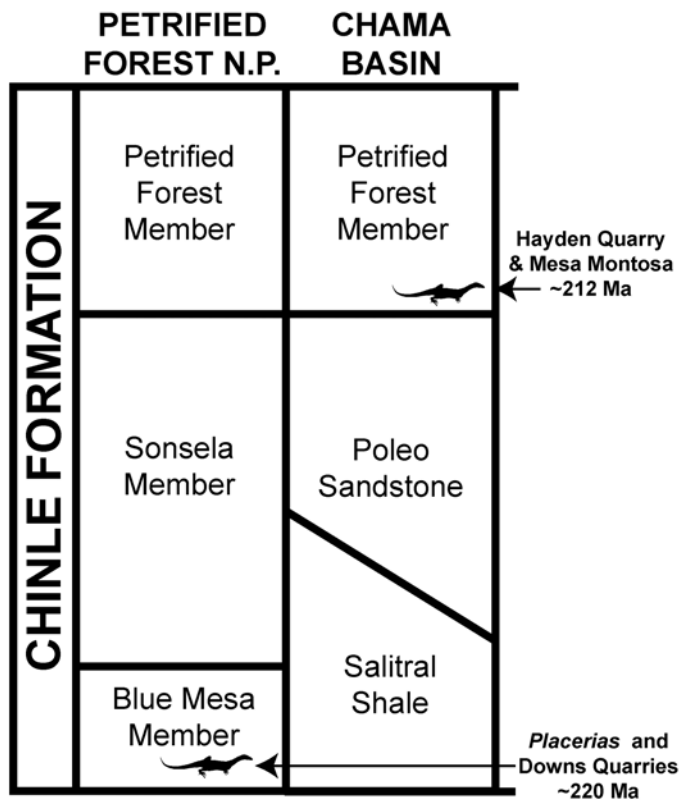 PETRIFIED
FOREST N.P.
CHAMA
BASIN
CHINLE FORMATION
Petrified
Forest
Member
Petrified
Forest
Member
Hayden Quarry
& Mesa Montosa
~212 Ma
Sonsela
Member
Poleo
Sandstone
Blue Mesa
Member
Salitral
Shale
Placerias and
Downs Quarries
~220 Ma